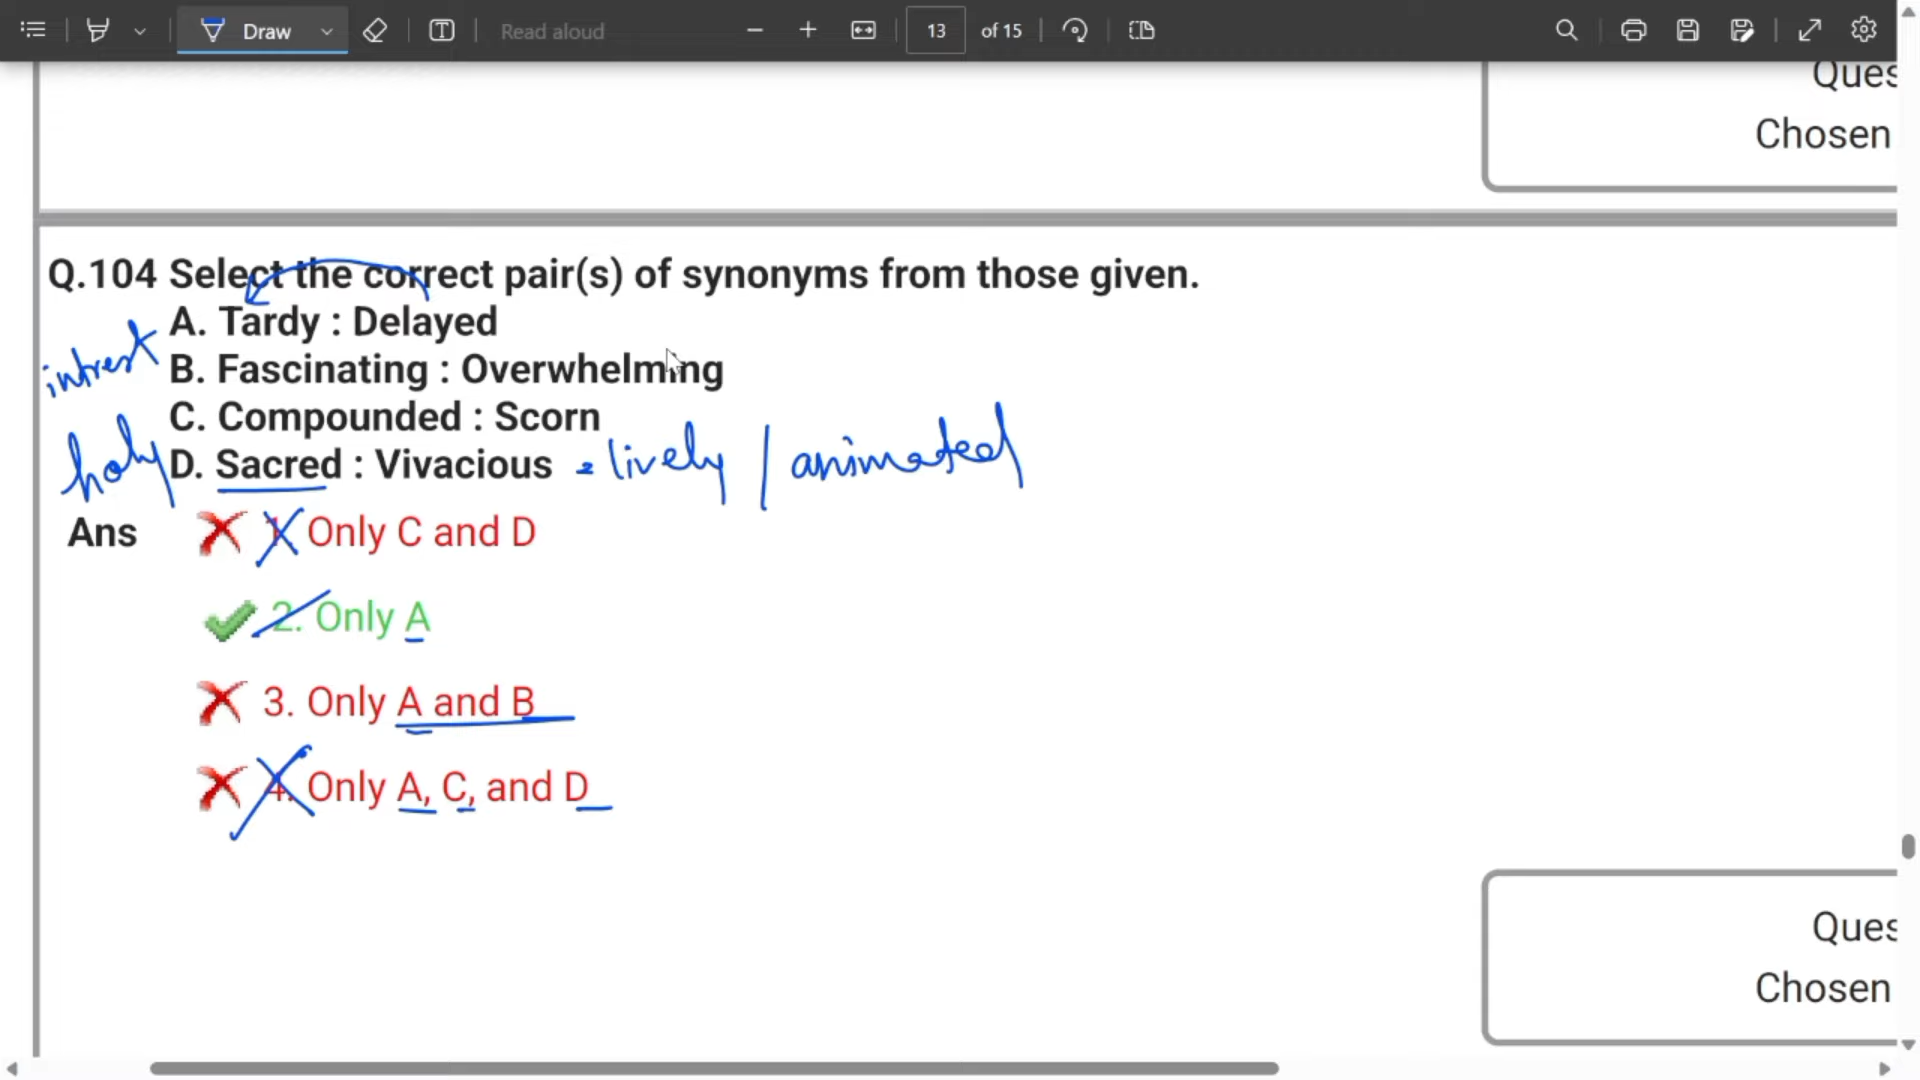 Draw
Read aloud
13 of 15
Ques
Chosen
Q.104 Select the correct pair(s) of synonyms from those given.
A. Tardy : Delayed
intrest B. Fascinating : Overwhelming
C. Compounded : Scorn
holy D. Sacred : Vivacious = lively / animated
Ans 1. Only C and D
2. Only A
3. Only A and B
4. Only A, C, and D
Ques
Chosen